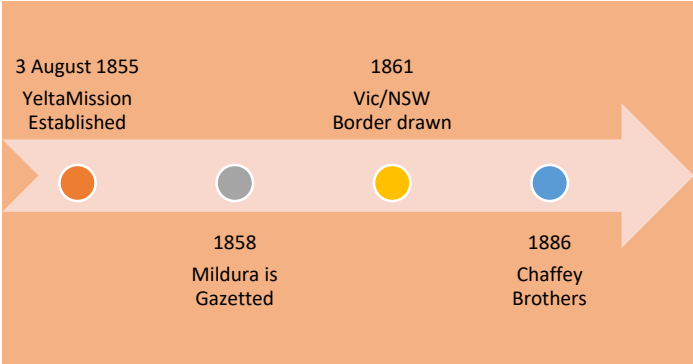 3 August 1855
YeltaMission
Established
1858
Mildura is
Gazetted
1861
Vic/NSW
Border drawn
1886
Chaffey
Brothers